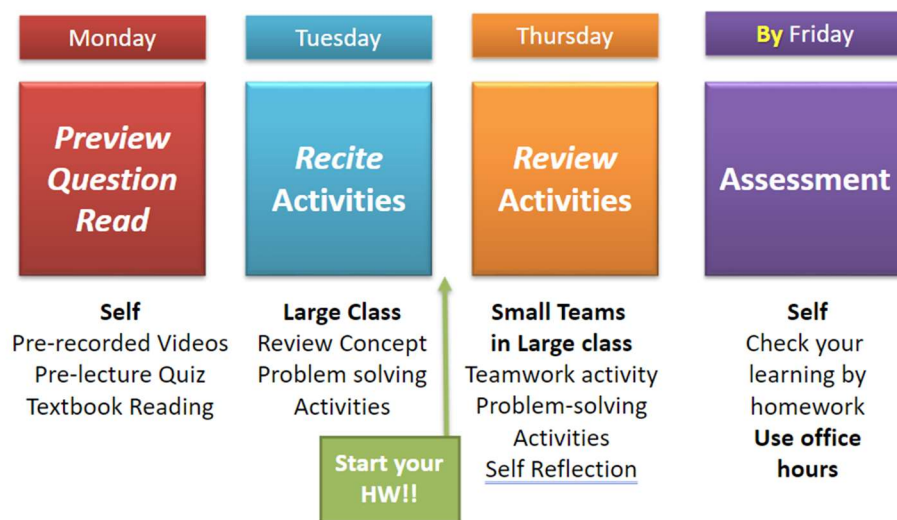 Monday
Preview
Question
Read
Self
Pre-recorded Videos
Pre-lecture Quiz
Textbook Reading
Tuesday
Recite
Activities
Large Class
Review Concept
Problem solving
Activities
Start your
HW!!
Thursday
Review
Activities
Small Teams
in Large class
Teamwork activity
Problem-solving
Activities
Self Reflection
By Friday
Assessment
Self
Check your
learning by
homework
Use office
hours